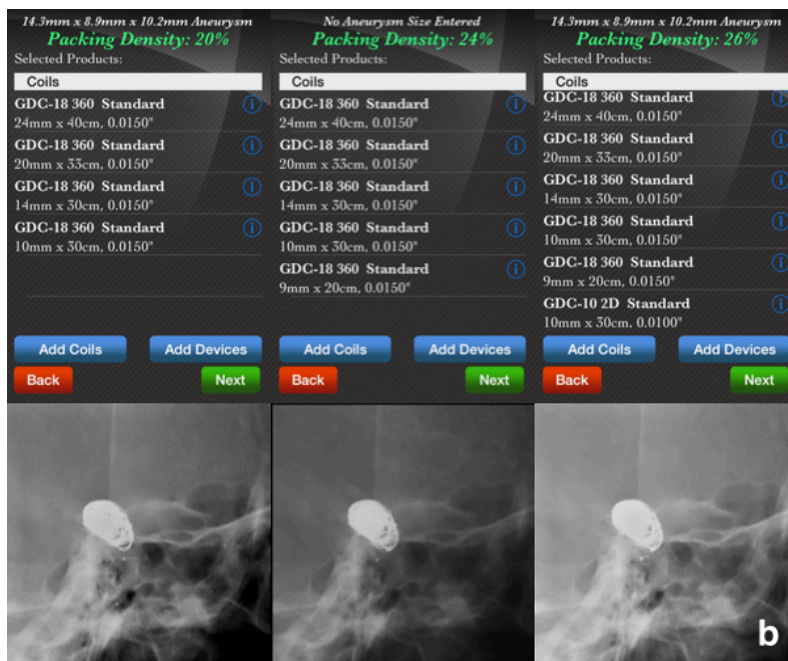 14.3mm x 8.9mm x 10.2mm Aneurysm
Packing Density: 20%
Selected Products:
Coils
GDC-18 360 Standard
24mm x 40cm, 0.0150"
GDC-18 360 Standard
20mm x 33cm, 0.0150"
GDC-18 360 Standard
14mm x 30cm, 0.0150"
GDC-18 360 Standard
10mm x 30cm, 0.0150"
Add Coils
Add Devices
Back
Next
No Aneurysm Size Entered
Packing Density: 24%
Selected Products:
Coils
GDC-18 360 Standard
24mm x 40cm, 0.0150"
GDC-18 360 Standard
20mm x 33cm, 0.0150"
GDC-18 360 Standard
14mm x 30cm, 0.0150"
GDC-18 360 Standard
10mm x 30cm, 0.0150"
GDC-18 360 Standard
9mm x 20cm, 0.0150"
Add Coils
Add Devices
Back
Next
14.3mm x 8.9mm x 10.2mm Aneurysm
Packing Density: 26%
Selected Products:
Coils
GDC-18 360 Standard
24mm x 40cm, 0.0150"
GDC-18 360 Standard
20mm x 33cm, 0.0150"
GDC-18 360 Standard
14mm x 30cm, 0.0150"
GDC-18 360 Standard
10mm x 30cm, 0.0150"
GDC-18 360 Standard
9mm x 20cm, 0.0150"
GDC-10 2D Standard
10mm x 30cm, 0.0100"
Add Coils
Add Devices
Back
Next
b